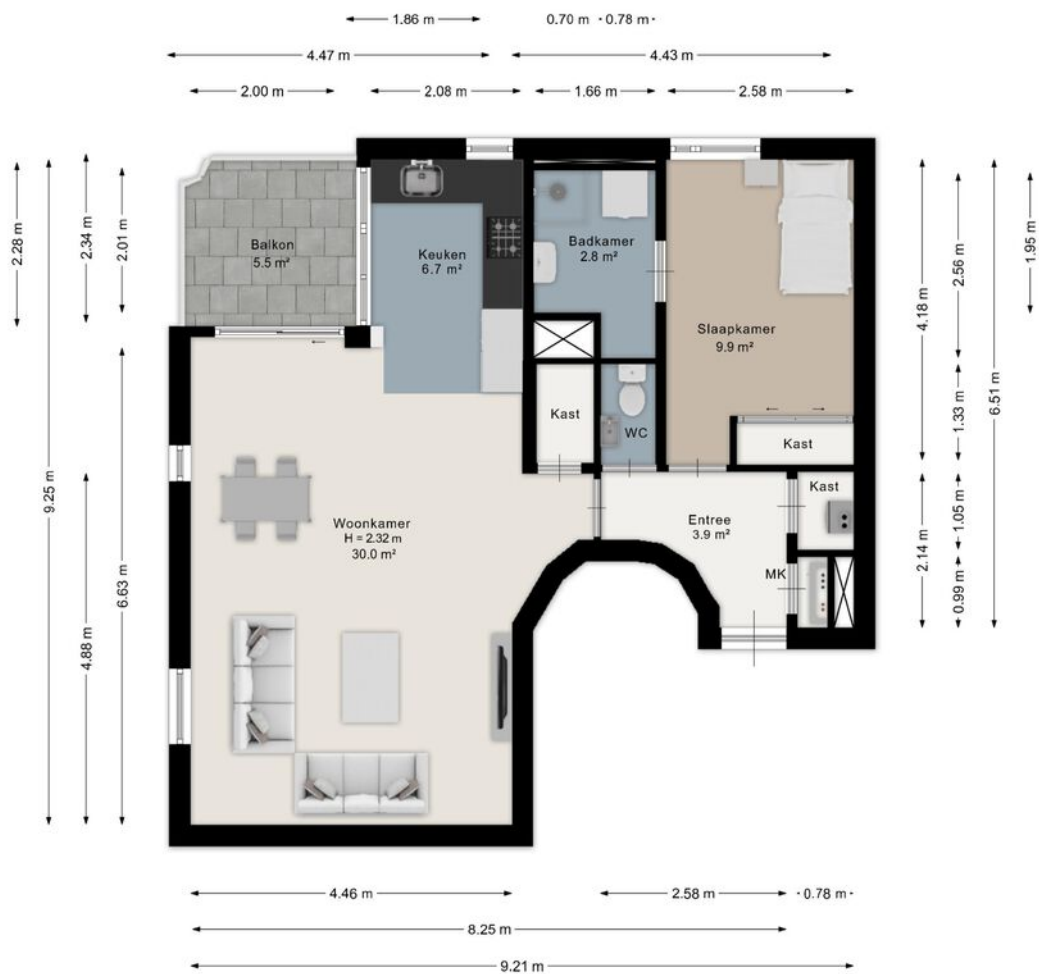 1.86 m
0.70 m
0.78 m
4.47 m
4.43 m
2.00 m
2.08 m
1.66 m
2.58 m
2.28 m
9.25 m
2.34 m
2.01 m
4.88 m
6.63 m
Balkon
5.5 m²
Keuken
6.7 m²
Badkamer
2.8 m²
Slaapkamer
9.9 m²
Kast
WC
Kast
Kast
Woonkamer
H = 2.32 m
30.0 m²
Entree
3.9 m²
MK
4.18 m
2.14 m
2.56 m
1.33 m
1.05 m
0.99 m
6.51 m
1.95 m
4.46 m
2.58 m
0.78 m
8.25 m
9.21 m